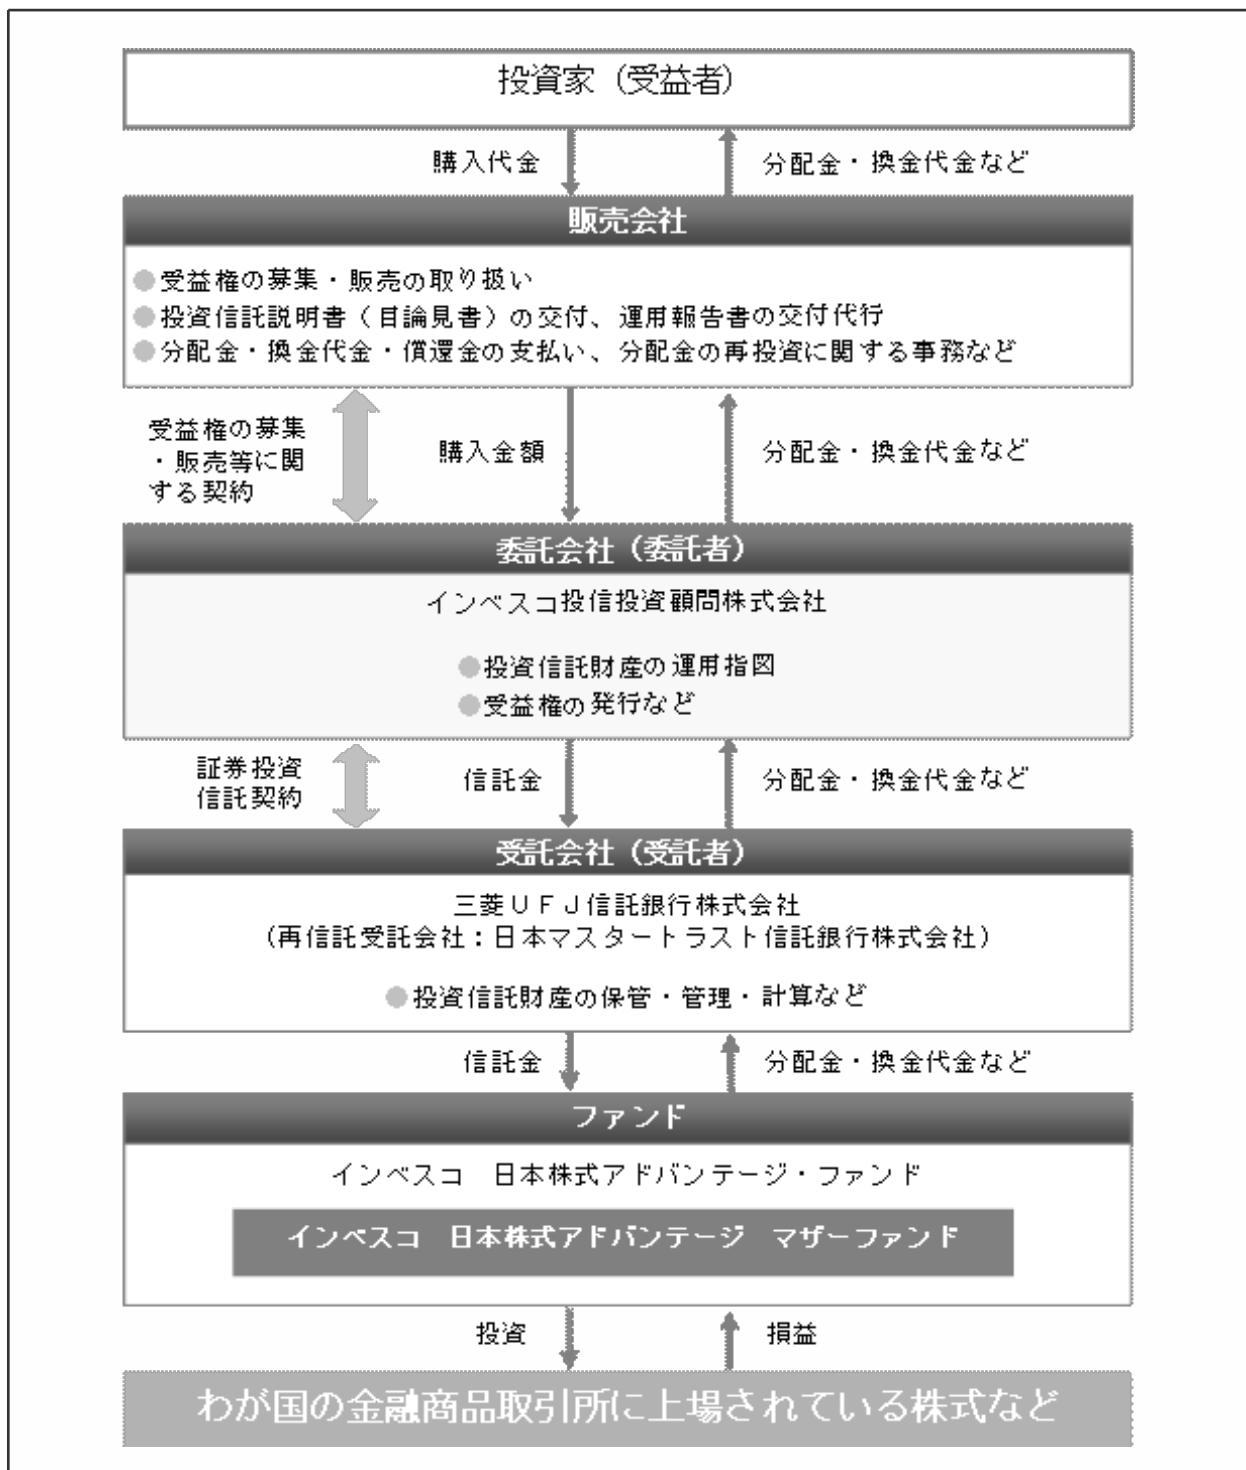 投資家（受益者）
購入代金
分配金・換金代金など
販売会社
●受益権の募集・販売の取り扱い
●投資信託説明書（目論見書）の交付、運用報告書の交付代行
●分配金・換金代金・償還金の支払い、分配金の再投資に関する事務など
受益権の募集
・販売等に関
する契約
購入金額
分配金・換金代金など
委託会社（委託者）
インベスコ投信投資顧問株式会社
●投資信託財産の運用指図
●受益権の発行など
証券投資
信託契約
信託金
分配金・換金代金など
受託会社（受託者）
三菱ＵＦＪ信託銀行株式会社
（再信託受託会社：日本マスタートラスト信託銀行株式会社）
●投資信託財産の保管・管理・計算など
信託金
分配金・換金代金など
ファンド
インベスコ　日本株式アドバンテージ・ファンド
インベスコ　日本株式アドバンテージ　マザーファンド
投資
損益
わが国の金融商品取引所に上場されている株式など